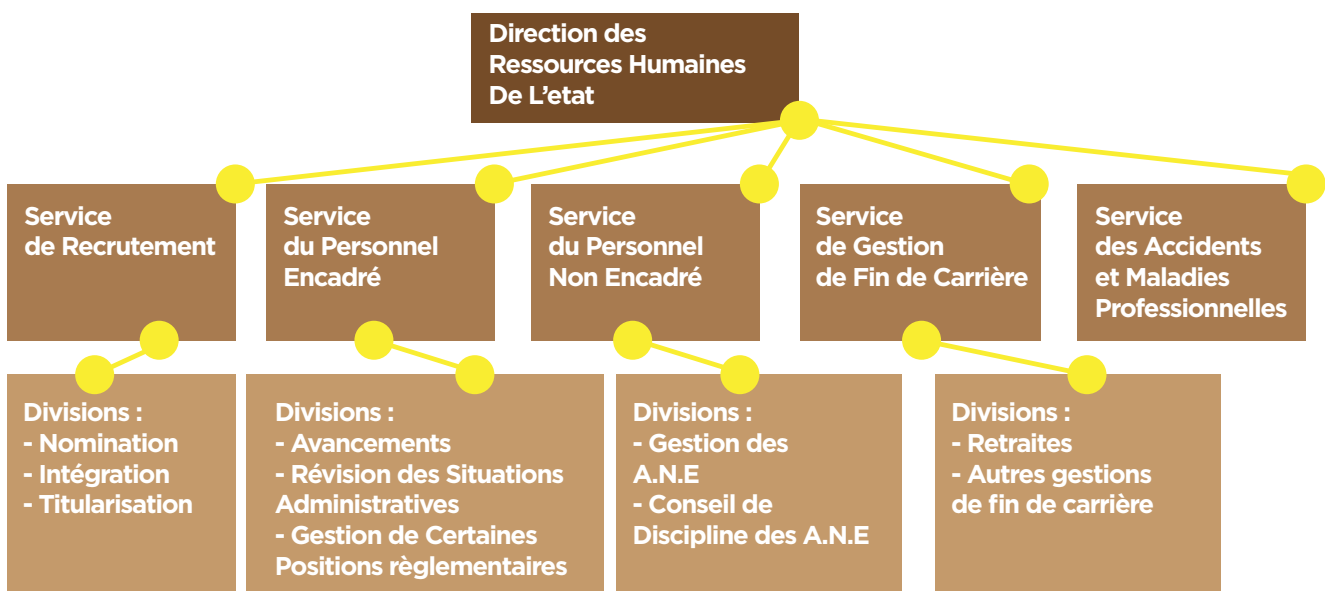 Direction des
Ressources Humaines
De L'etat
Service
de Recrutement
Service
du Personnel
Encadré
Service
du Personnel
Non Encadré
Service
de Gestion
de Fin de Carrière
Service
des Accidents
et Maladies
Professionnelles
Divisions :
- Nomination
- Intégration
- Titularisation
Divisions :
- Avancements
- Révision des Situations
Administratives
- Gestion de Certaines
Positions règlementaires
Divisions :
- Gestion des
A.N.E
- Conseil de
Discipline des A.N.E
Divisions :
- Retraites
- Autres gestions
de fin de carrière